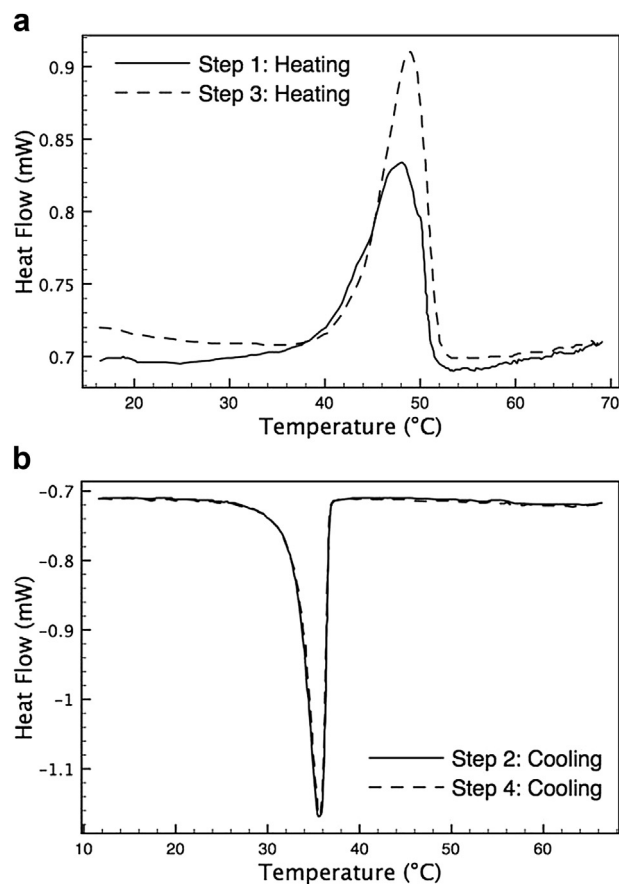 a
Step 1: Heating
Step 3: Heating
0.9
0.85
0.8
0.75
0.7
Heat Flow (mW)
20 30 40 50 60 70
Temperature (°C)
b
−0.7
−0.8
−0.9
−1
−1.1
Heat Flow (mW)
Step 2: Cooling
Step 4: Cooling
10 20 30 40 50 60
Temperature (°C)